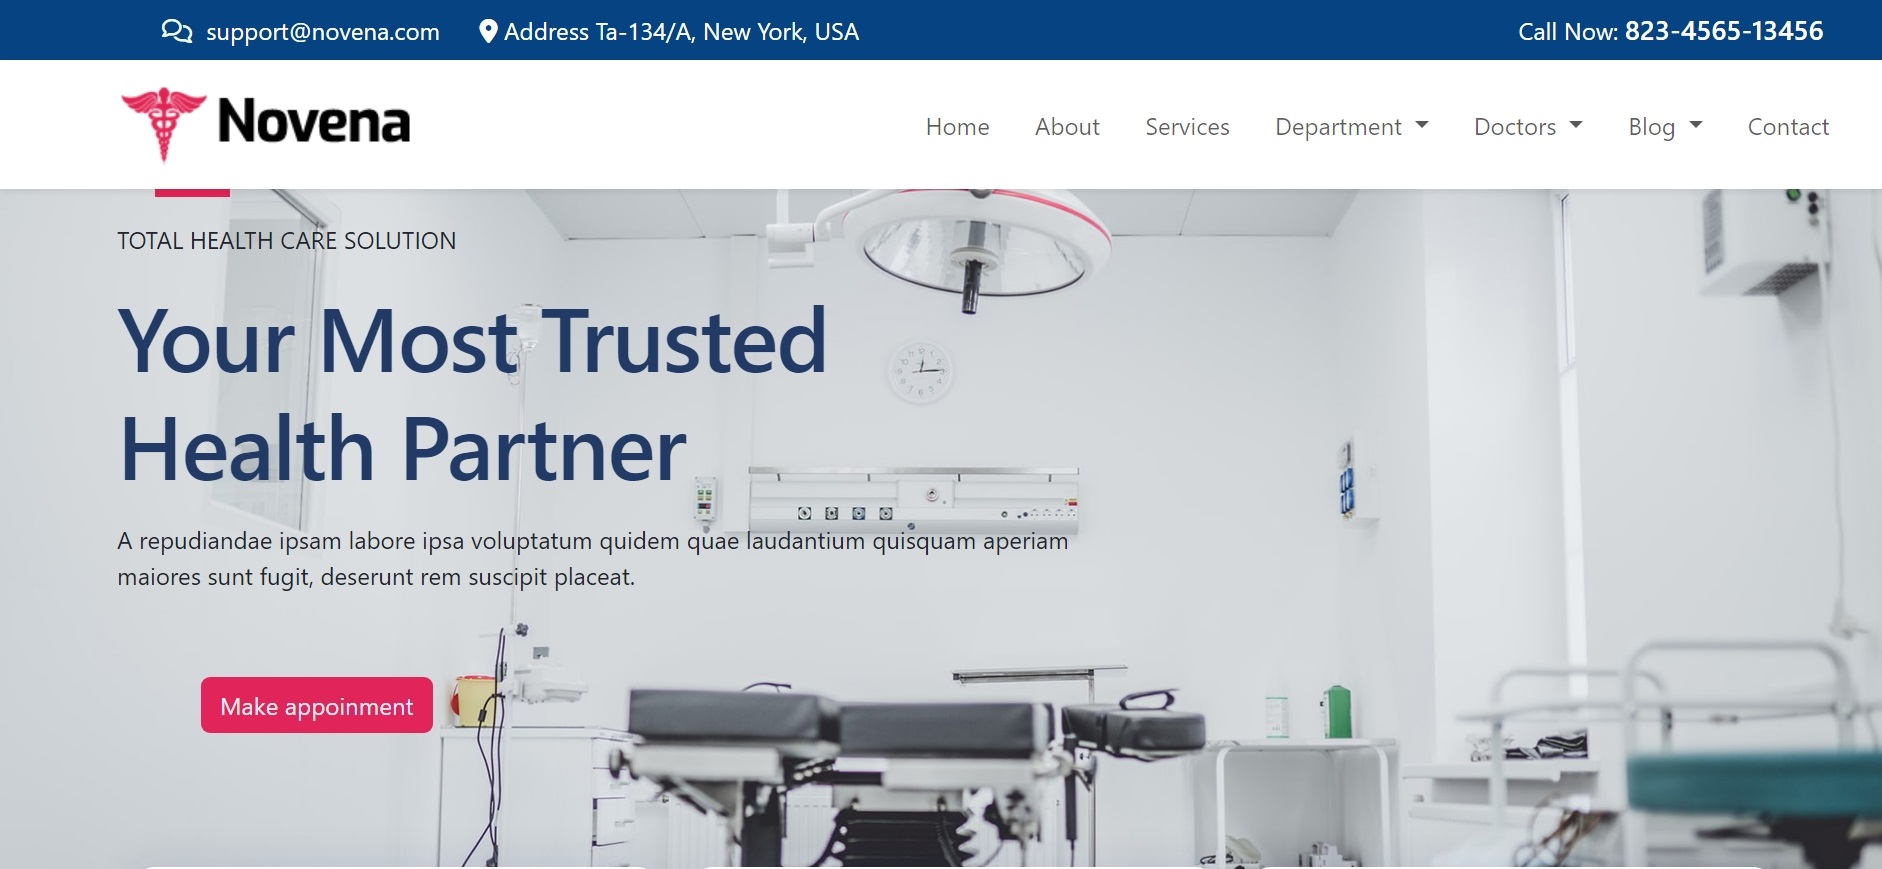 support@novena.com
Address Ta-134/A, New York, USA
Call Now: 823-4565-13456
Novena
Home
About
Services
Department
Doctors
Blog
Contact
TOTAL HEALTH CARE SOLUTION
Your Most Trusted
Health Partner
A repudiandae ipsam labore ipsa voluptatum quidem quae laudantium quisquam aperiam
maiores sunt fugit, deserunt rem suscipit placeat.
Make appoinment